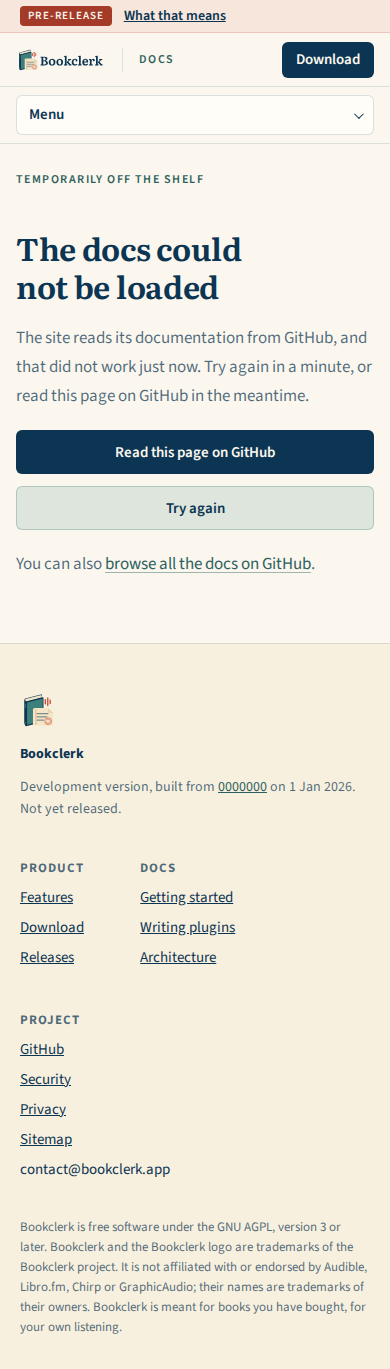 PRE-RELEASE What that means
Bookclerk DOCS Download
Menu
TEMPORARILY OFF THE SHELF
The docs could
not be loaded
The site reads its documentation from GitHub, and
that did not work just now. Try again in a minute, or
read this page on GitHub in the meantime.
Read this page on GitHub
Try again
You can also browse all the docs on GitHub.
Bookclerk
Development version, built from 0000000 on 1 Jan 2026.
Not yet released.
PRODUCT
Features
Download
Releases
DOCS
Getting started
Writing plugins
Architecture
PROJECT
GitHub
Security
Privacy
Sitemap
contact@bookclerk.app
Bookclerk is free software under the GNU AGPL, version 3 or
later. Bookclerk and the Bookclerk logo are trademarks of the
Bookclerk project. It is not affiliated with or endorsed by Audible,
Libro.fm, Chirp or GraphicAudio; their names are trademarks of
their owners. Bookclerk is meant for books you have bought, for
your own listening.